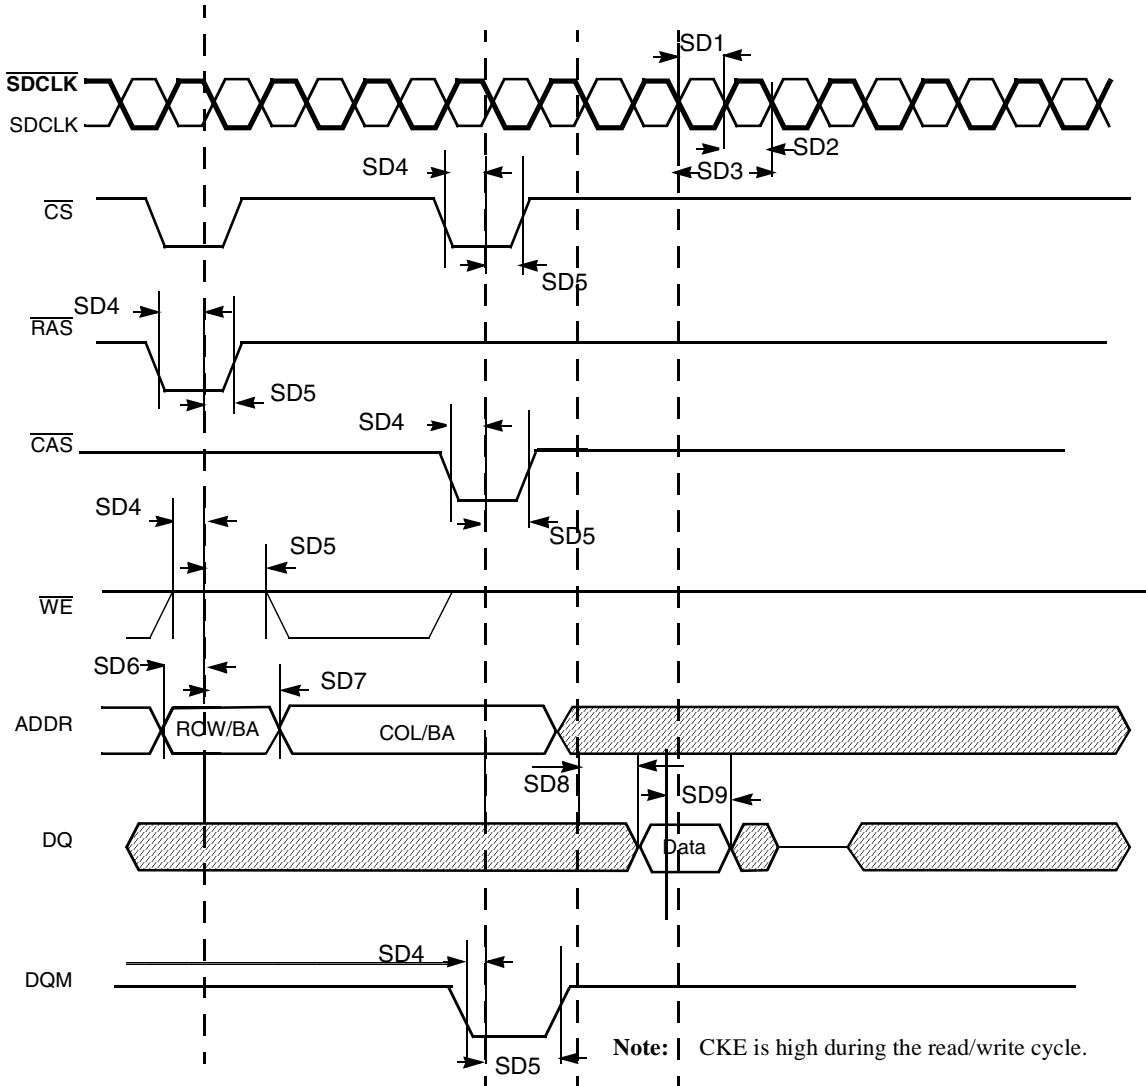 SD1
SDCLK
SDCLK
SD2
SD4
SD3
CS
SD5
SD4
RAS
SD5
SD4
CAS
SD4
SD5
SD5
WE
SD6
SD7
ADDR
ROW/BA
COL/BA
SD8
SD9
DQ
Data
SD4
DQM
SD5
Note: CKE is high during the read/write cycle.